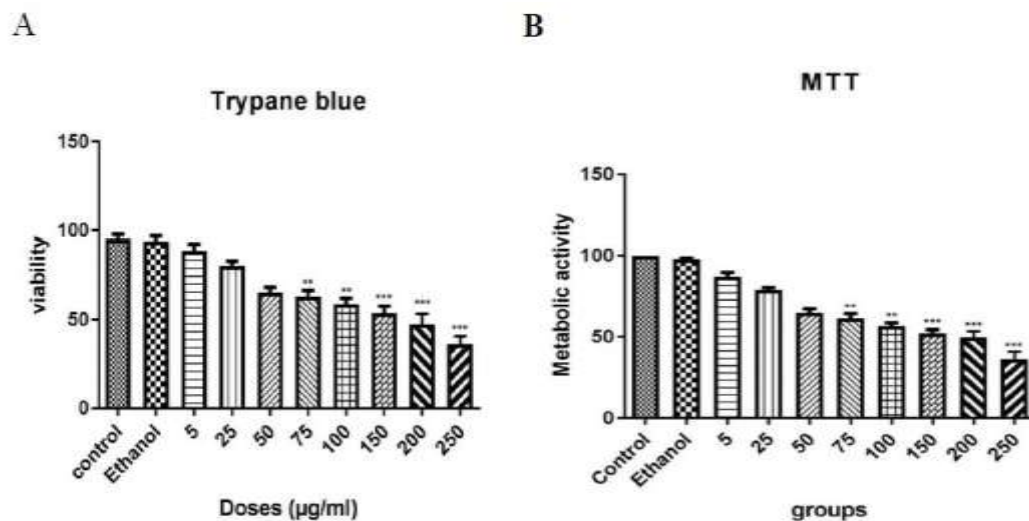 A
Trypane blue
viability
150
100
50
0
** ** *** *** ***
control Ethanol 5 25 50 75 100 150 200 250
Doses (µg/ml)
B
MTT
Metabolic activity
150
100
50
0
** ** *** *** ***
Control Ethanol 5 25 50 75 100 150 200 250
groups